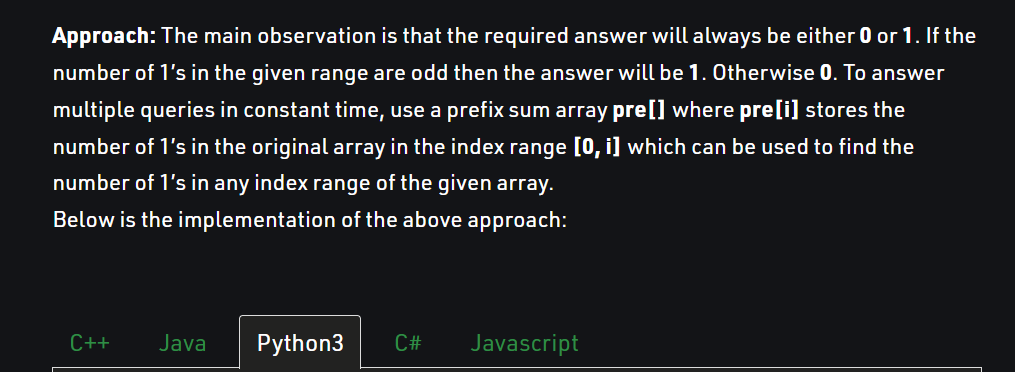 Approach: The main observation is that the required answer will always be either 0 or 1. If the
number of 1's in the given range are odd then the answer will be 1. Otherwise 0. To answer
multiple queries in constant time, use a prefix sum array pre[] where pre[i] stores the
number of 1's in the original array in the index range [0, i] which can be used to find the
number of 1's in any index range of the given array.
Below is the implementation of the above approach:
C++ Java Python3 C# Javascript